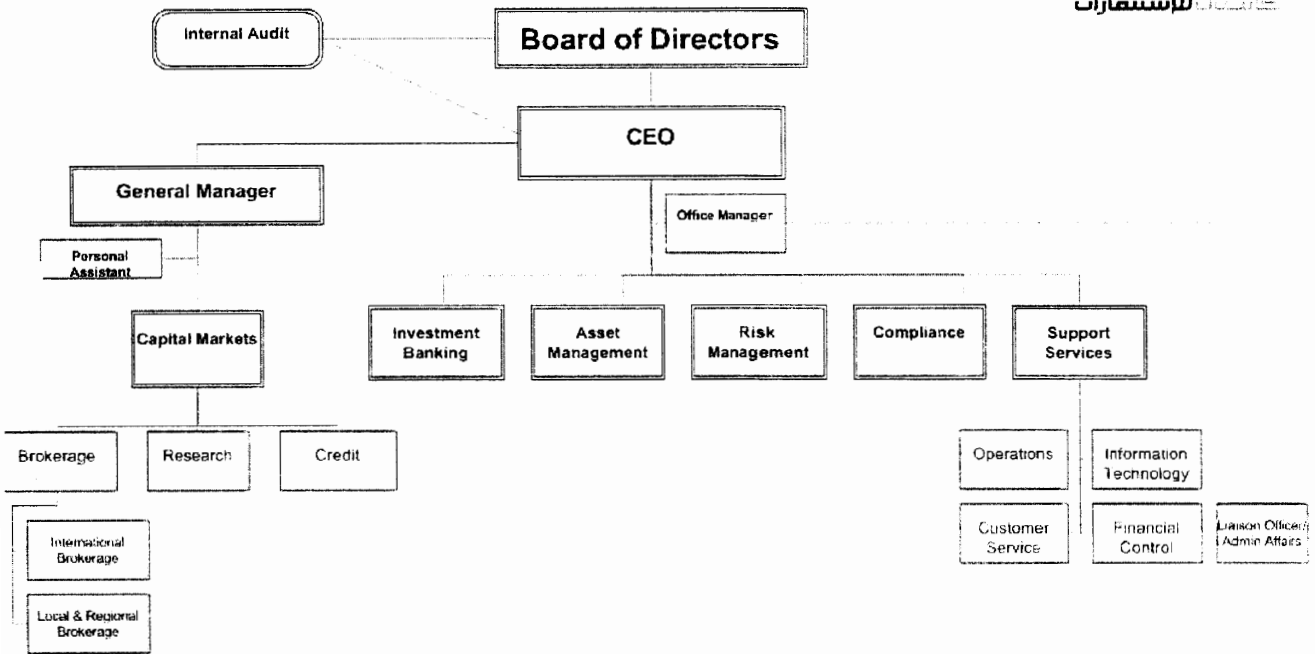 للإستثمارات
Internal Audit
Board of Directors
CEO
General Manager
Office Manager
Personal
Assistant
Capital Markets
Investment
Banking
Asset
Management
Risk
Management
Compliance
Support
Services
Brokerage
Research
Credit
Operations
Information
Technology
International
Brokerage
Customer
Service
Financial
Control
Liaison Officer/
Admin Affairs
Local & Regional
Brokerage